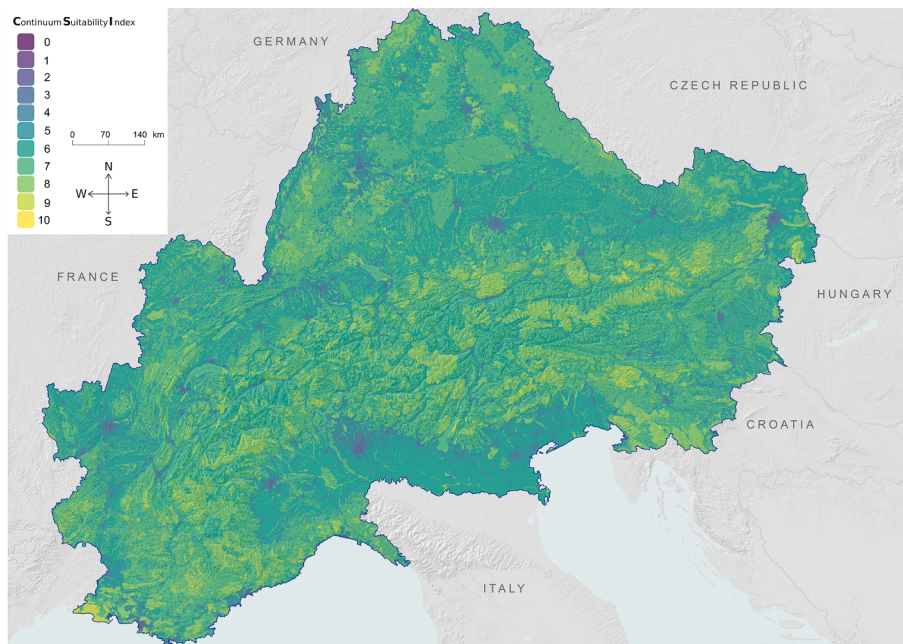 Continuum Suitability Index
0
1
2
3
4
5
6
7
8
9
10
0 70 140 km
N
W E
S
GERMANY
CZECH REPUBLIC
FRANCE
HUNGARY
CROATIA
ITALY